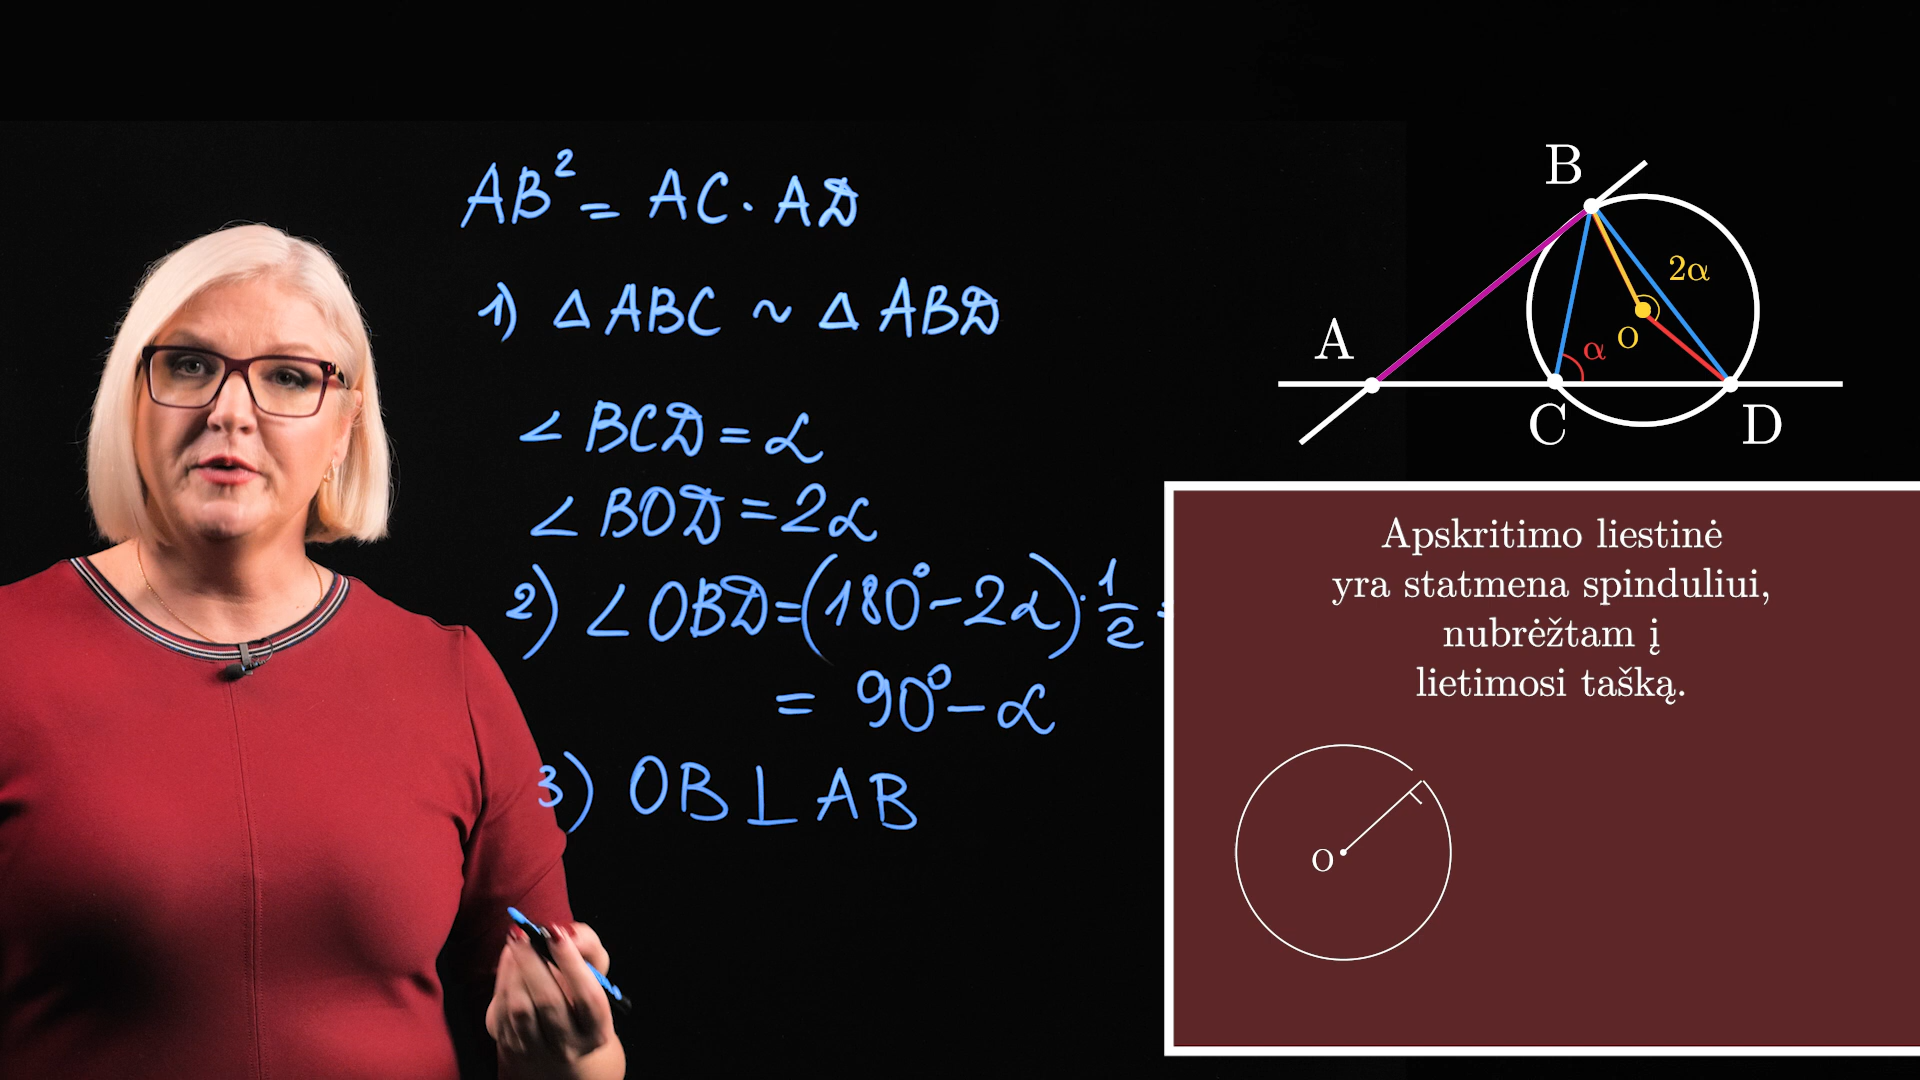 AB² = AC · AD
1) Δ ABC ~ Δ ABD
∠ BCD = α
∠ BOD = 2α
2) ∠ OBD = (180° - 2α) · 1/2 =
= 90° - α
3) OB ⊥ AB
B
2α
A
O
α
C
D
Apskritimo liestinė
yra statmena spinduliui,
nubrėžtam į
lietimosi tašką.
O